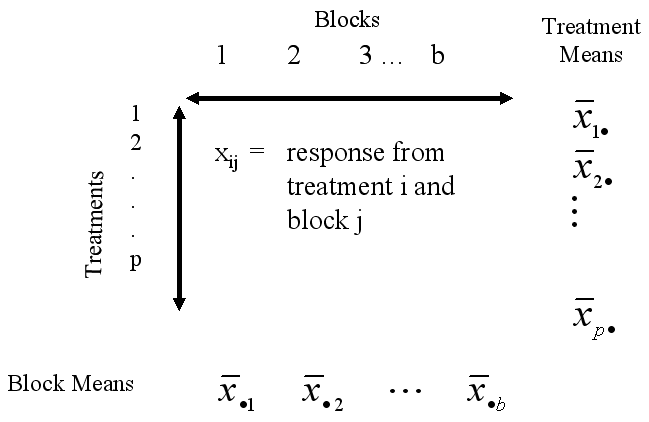 Blocks
Treatment
Means
1 2 3 ... b
1
2
.
.
.
p
Treatments
x̅1•
x̅2•
⋮
x̅p•
xij = response from
treatment i and
block j
Block Means x̅•1 x̅•2 ⋯ x̅•b